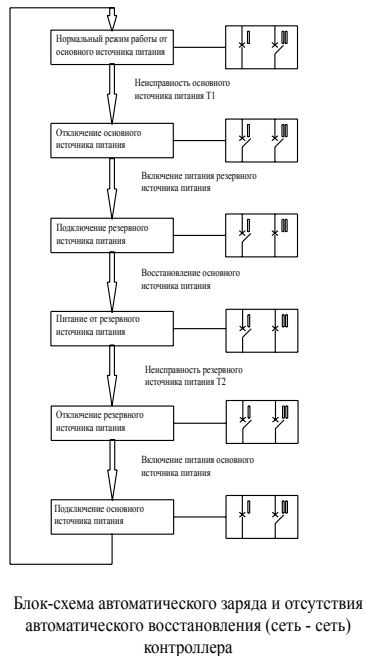 Нормальный режим работы от
основного источника питания
Неисправность основного
источника питания T1
Отключение основного
источника питания
Включение питания резервного
источника питания
Подключение резервного
источника питания
Восстановление основного
источника питания
Питание от резервного
источника питания
Неисправность резервного
источника питания T2
Отключение резервного
источника питания
Включение питания основного
источника питания
Подключение основного
источника питания
Блок-схема автоматического заряда и отсутствия
автоматического восстановления (сеть - сеть)
контроллера